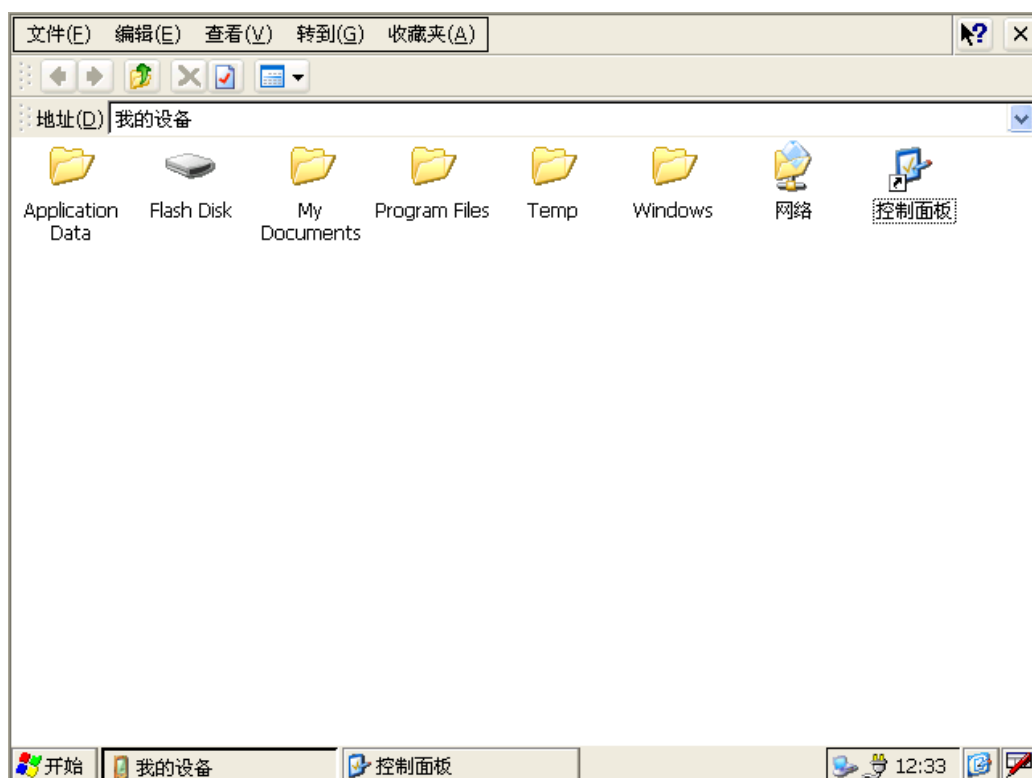 文件(F) 编辑(E) 查看(V) 转到(G) 收藏夹(A)
地址(D) 我的设备
Application Data
Flash Disk
My Documents
Program Files
Temp
Windows
网络
控制面板
开始 我的设备 控制面板 12:33